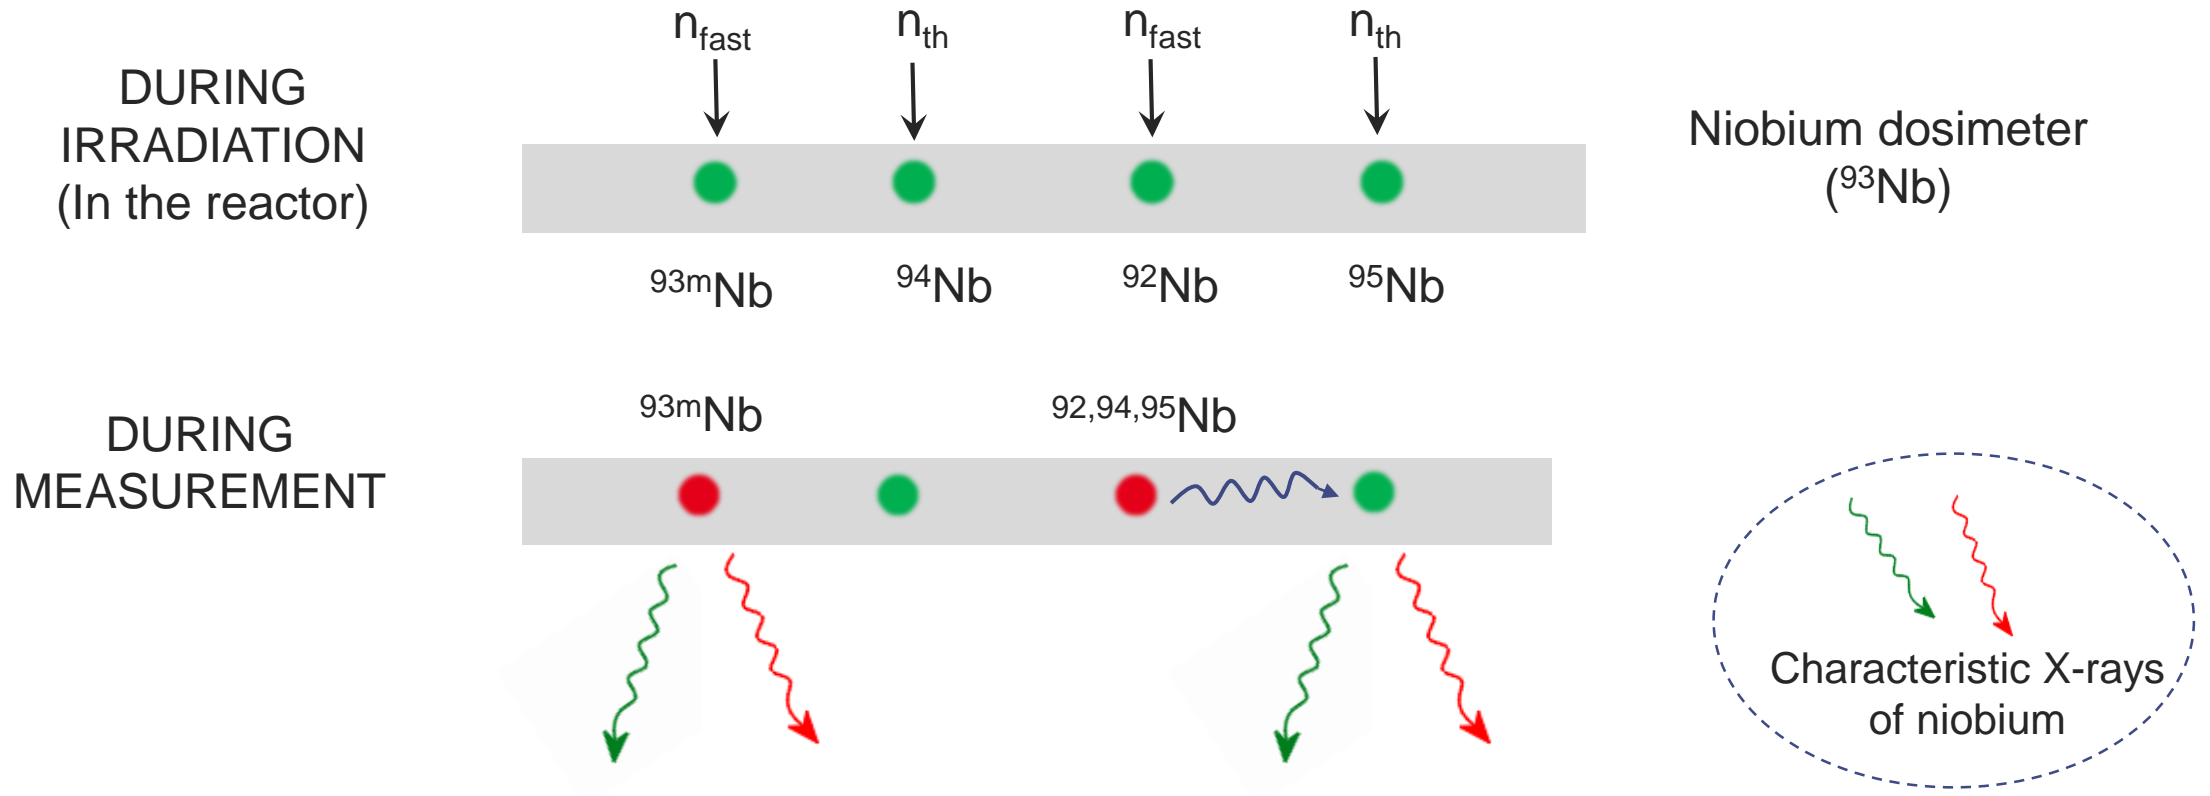 n_fast n_th n_fast n_th
DURING
IRRADIATION
(In the reactor)
Niobium dosimeter
(⁹³Nb)
⁹³ᵐNb ⁹⁴Nb ⁹²Nb ⁹⁵Nb
⁹³ᵐNb ⁹²,⁹⁴,⁹⁵Nb
DURING
MEASUREMENT
Characteristic X-rays
of niobium